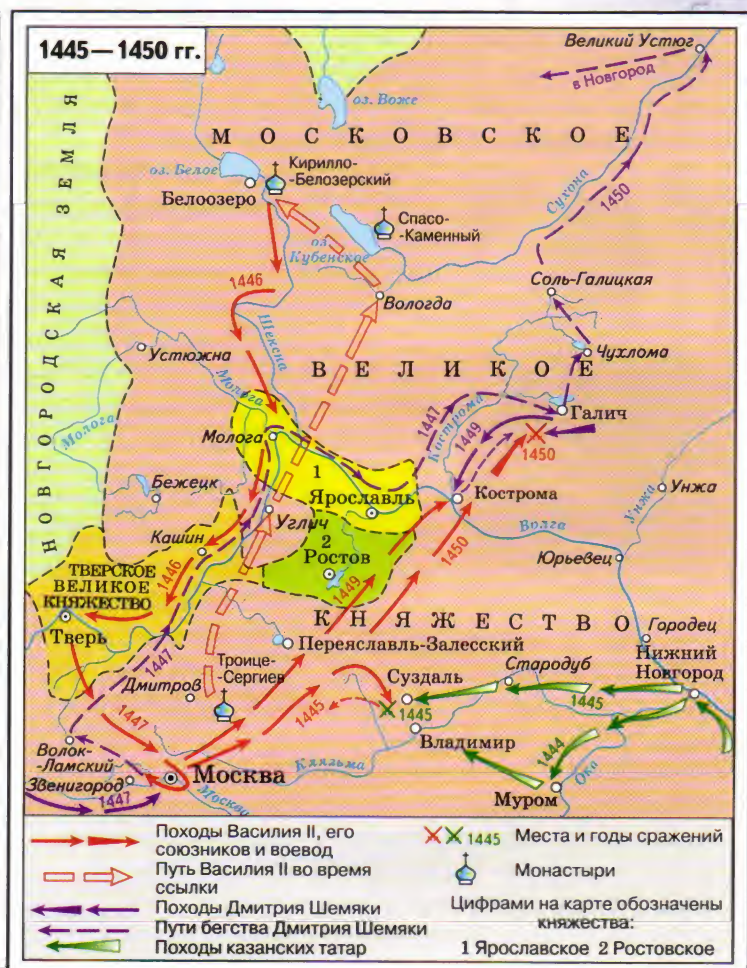 1445—1450 гг.
Великий Устюг
в Новгород
оз. Воже
МОСКОВСКОЕ
НОВГОРОДСКАЯ ЗЕМЛЯ
оз. Белое
Кирилло-
-Белозерский
Белоозеро
Спасо-
-Каменный
Сухона
1450
оз.
Кубенское
1446
Соль-Галицкая
Вологда
Шексна
Устюжна
Чухлома
ВЕЛИКОЕ
Молога
1447
Кострома
Галич
Молога
1449
Молога
1450
1
Бежецк
Ярославль
Кострома
Унжа
Унжа
Углич
Волга
2
Кашин
Ростов
1450
Юрьевец
ТВЕРСКОЕ
ВЕЛИКОЕ
КНЯЖЕСТВО
1446
1449
КНЯЖЕСТВО
Тверь
Городец
Переяславль-Залесский
Нижний
Новгород
1447
Троице-
-Сергиев
Стародуб
Дмитров
Суздаль
1445
1445
1445
1447
Владимир
1444
Волок-
-Ламский
Клязьма
Звенигород
Москва
Ока
Муром
1447
Москва
Походы Василия II, его
союзников и воевод
Путь Василия II во время
ссылки
Походы Дмитрия Шемяки
Пути бегства Дмитрия Шемяки
Походы казанских татар
1445 Места и годы сражений
Монастыри
Цифрами на карте обозначены
княжества:
1 Ярославское 2 Ростовское